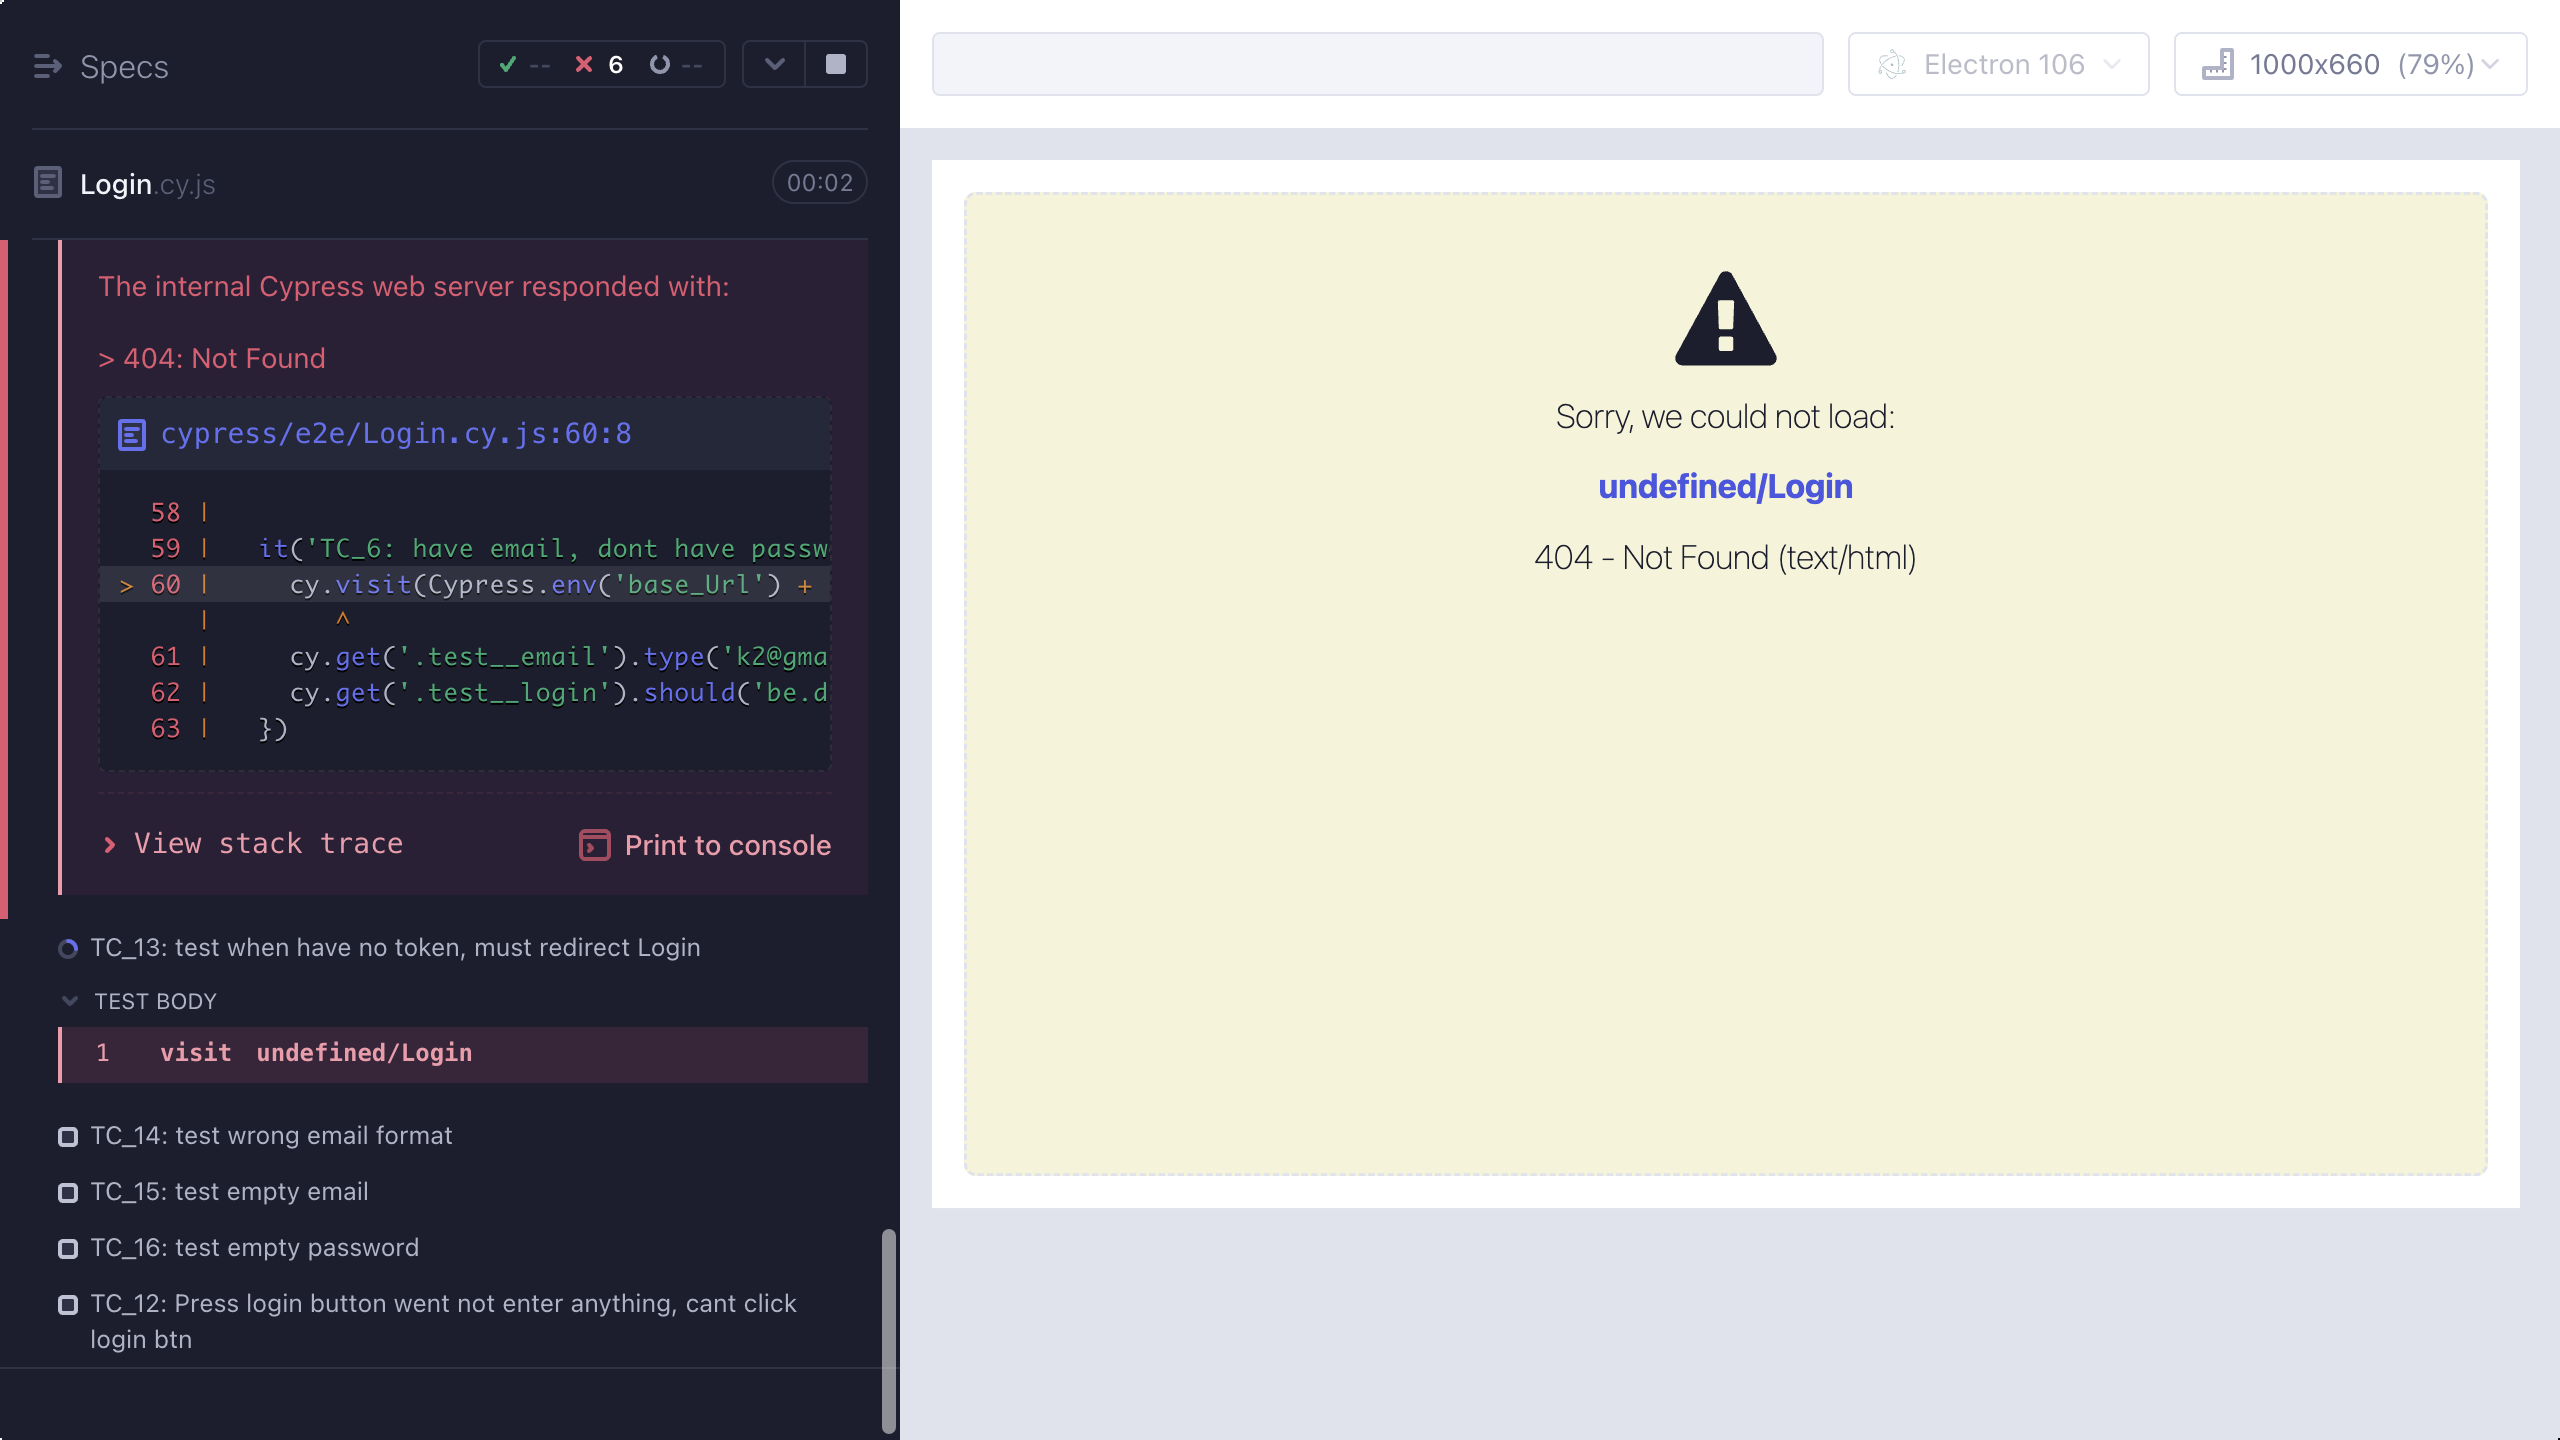 Specs
-- 6 --
Login.cy.js
00:02
The internal Cypress web server responded with:
> 404: Not Found
cypress/e2e/Login.cy.js:60:8
58 |
59 | it('TC_6: have email, dont have passw
> 60 | cy.visit(Cypress.env('base_Url') +
| ^
61 | cy.get('.test__email').type('k2@gma
62 | cy.get('.test__login').should('be.d
63 | })
View stack trace
Print to console
TC_13: test when have no token, must redirect Login
TEST BODY
1 visit undefined/Login
TC_14: test wrong email format
TC_15: test empty email
TC_16: test empty password
TC_12: Press login button went not enter anything, cant click
login btn
Electron 106
1000x660 (79%)
Sorry, we could not load:
undefined/Login
404 - Not Found (text/html)